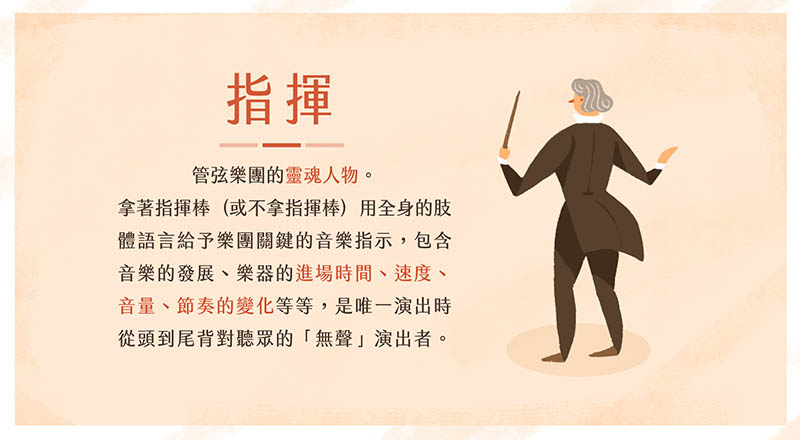 指揮
管弦樂團的靈魂人物。
拿著指揮棒（或不拿指揮棒）用全身的肢
體語言給予樂團關鍵的音樂指示，包含
音樂的發展、樂器的進場時間、速度、
音量、節奏的變化等等，是唯一演出時
從頭到尾背對聽眾的「無聲」演出者。